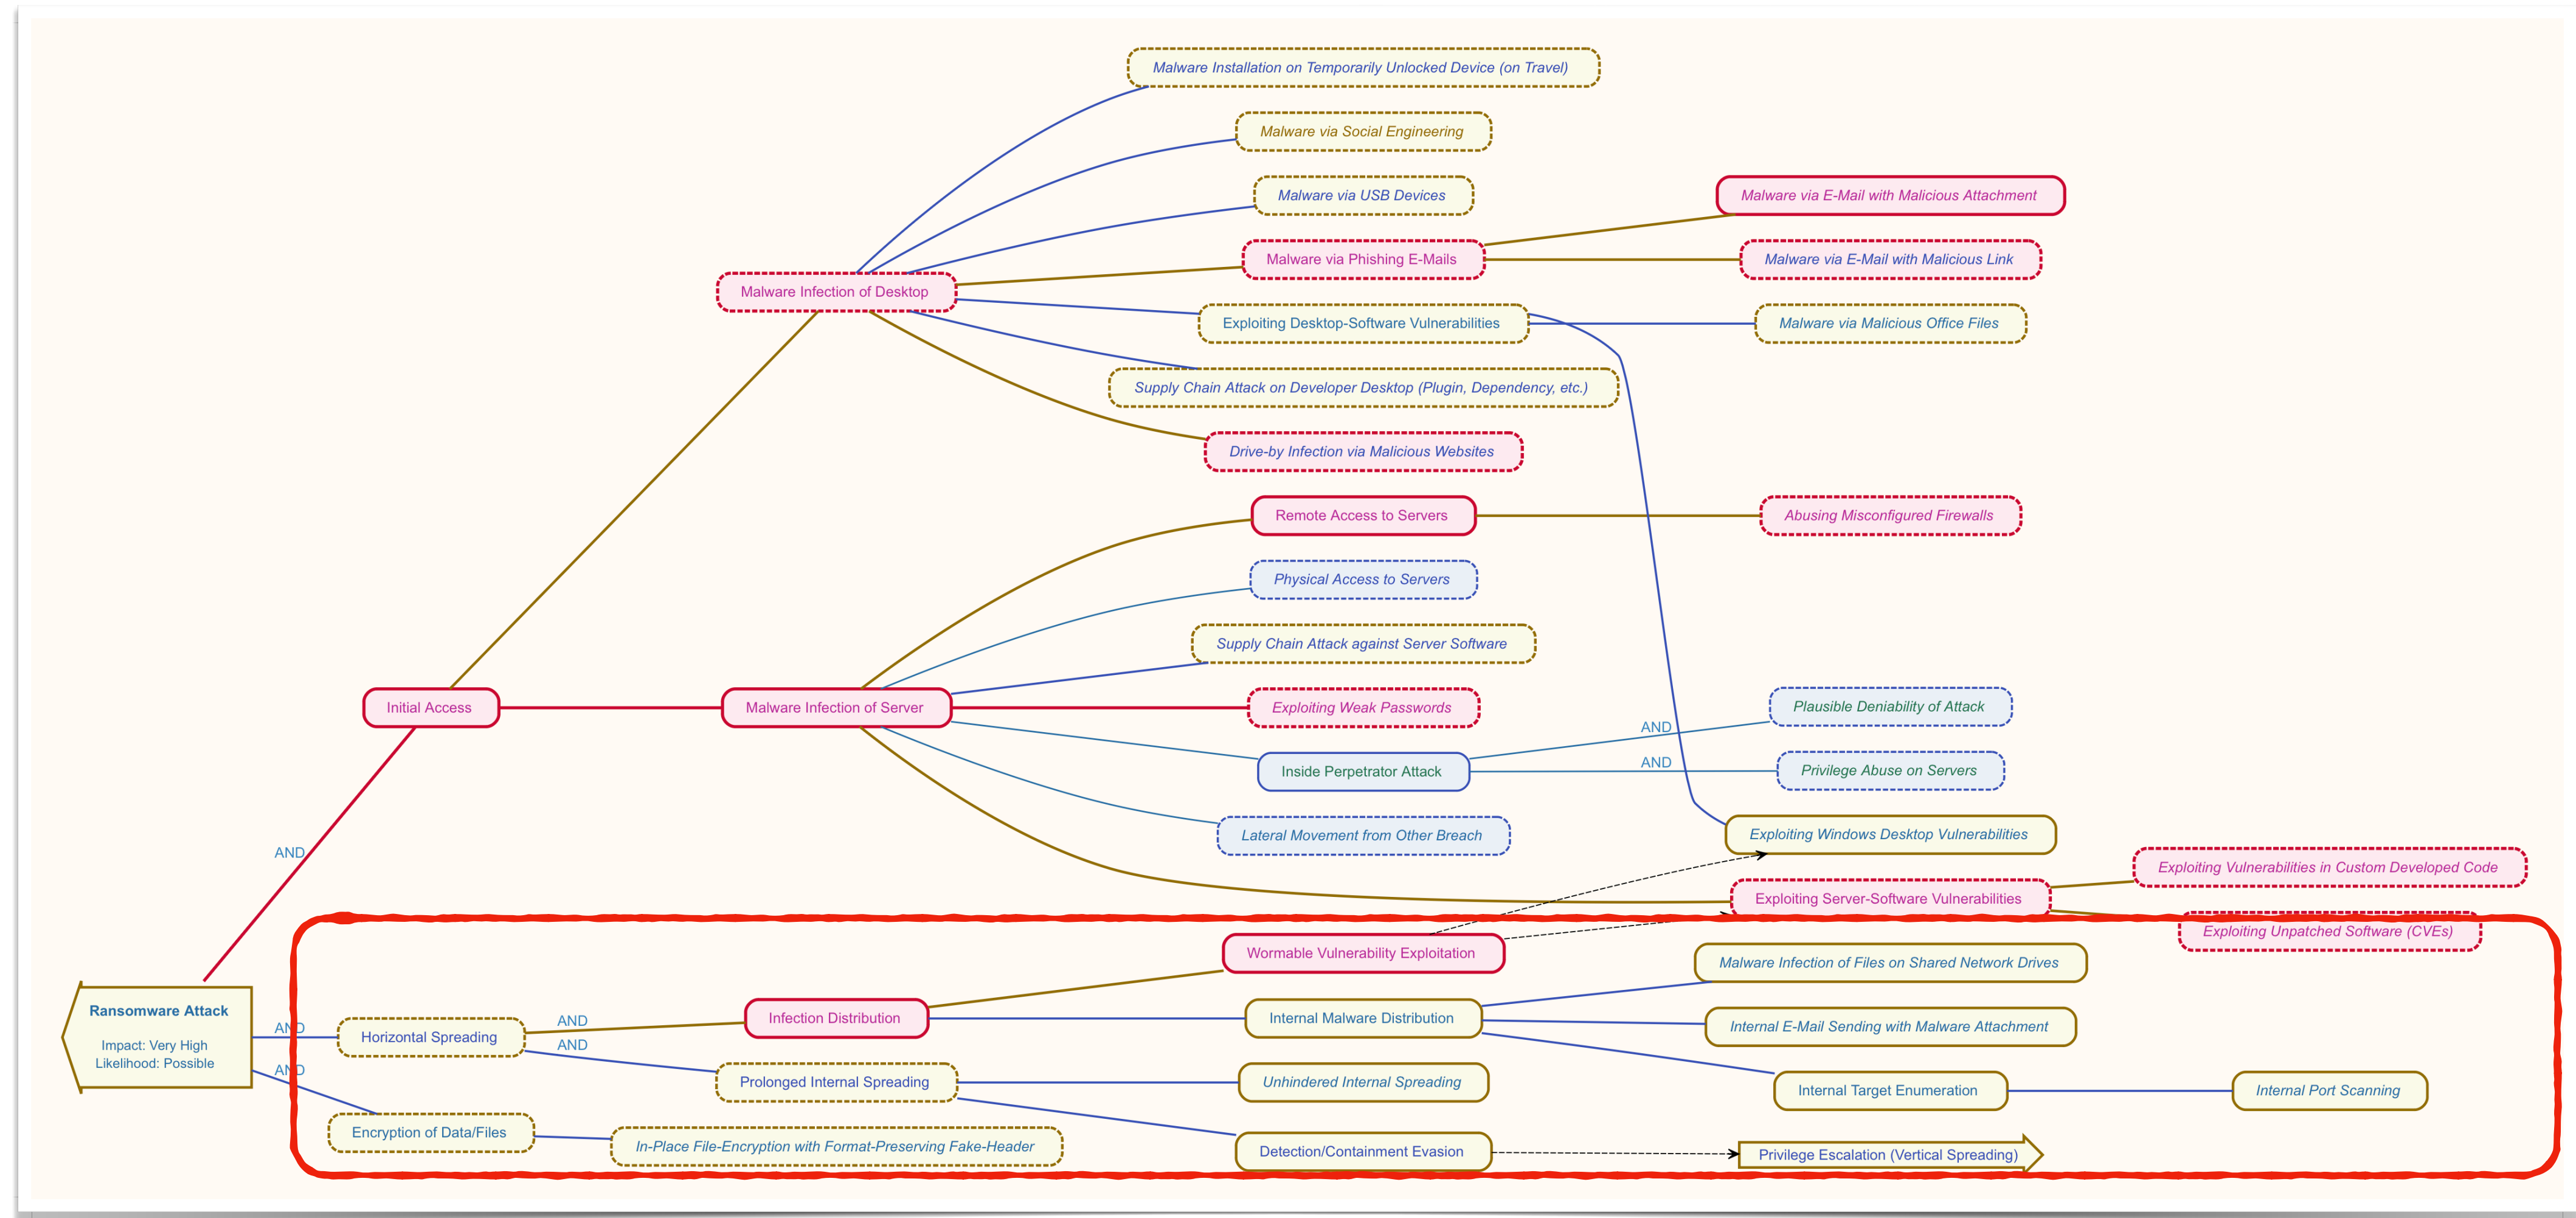 Malware Installation on Temporarily Unlocked Device (on Travel)
Malware via Social Engineering
Malware via USB Devices
Malware via E-Mail with Malicious Attachment
Malware via Phishing E-Mails
Malware via E-Mail with Malicious Link
Malware Infection of Desktop
Exploiting Desktop-Software Vulnerabilities
Malware via Malicious Office Files
Supply Chain Attack on Developer Desktop (Plugin, Dependency, etc.)
Drive-by Infection via Malicious Websites
Remote Access to Servers
Abusing Misconfigured Firewalls
Physical Access to Servers
Supply Chain Attack against Server Software
Initial Access
Malware Infection of Server
Exploiting Weak Passwords
Plausible Deniability of Attack
AND
Inside Perpetrator Attack
AND
Privilege Abuse on Servers
Lateral Movement from Other Breach
Exploiting Windows Desktop Vulnerabilities
AND
Exploiting Vulnerabilities in Custom Developed Code
Exploiting Server-Software Vulnerabilities
Exploiting Unpatched Software (CVEs)
Wormable Vulnerability Exploitation
Malware Infection of Files on Shared Network Drives
Ransomware Attack
Impact: Very High
Likelihood: Possible
AND
Horizontal Spreading
AND
Infection Distribution
Internal Malware Distribution
Internal E-Mail Sending with Malware Attachment
AND
AND
Prolonged Internal Spreading
Unhindered Internal Spreading
Internal Target Enumeration
Internal Port Scanning
Encryption of Data/Files
In-Place File-Encryption with Format-Preserving Fake-Header
Detection/Containment Evasion
Privilege Escalation (Vertical Spreading)